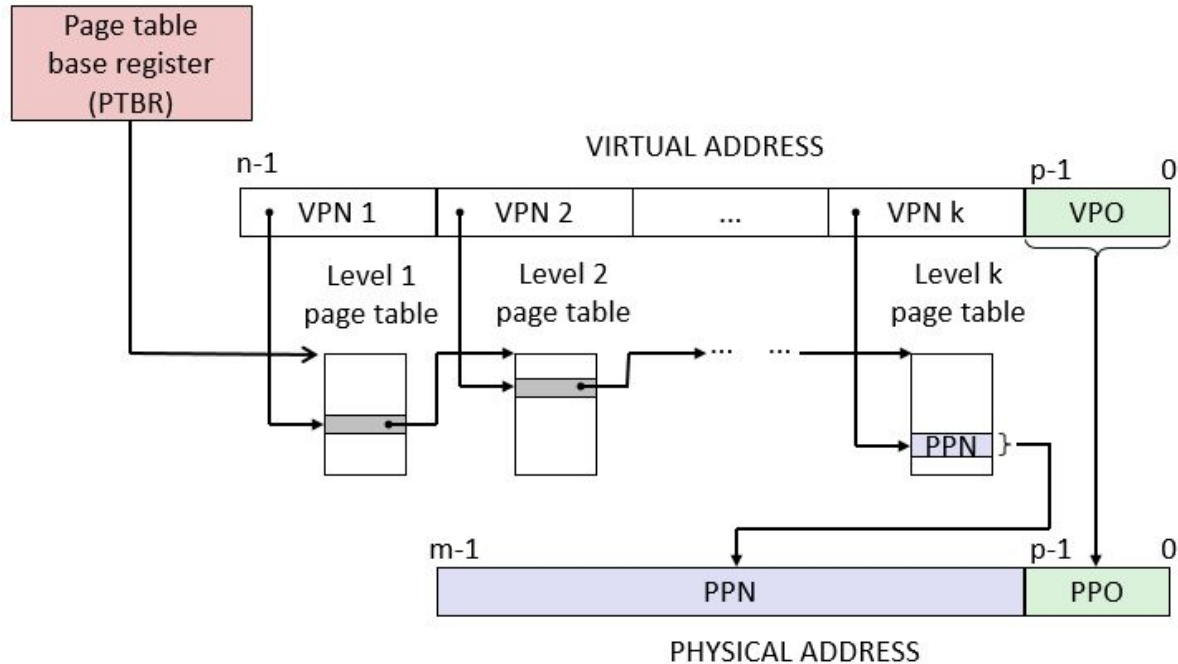 Page table
base register
(PTBR)
VIRTUAL ADDRESS
n-1
p-1
0
VPN 1
VPN 2
...
VPN k
VPO
Level 1
page table
Level 2
page table
Level k
page table
... ...
PPN }
m-1
p-1
0
PPN
PPO
PHYSICAL ADDRESS